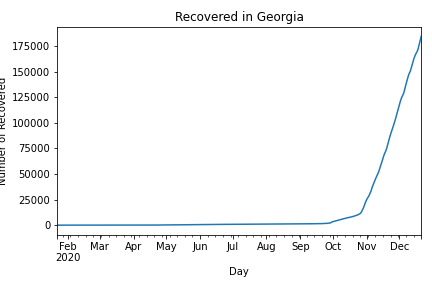 Recovered in Georgia
Number of Recovered
175000
150000
125000
100000
75000
50000
25000
0
Feb Mar Apr May Jun Jul Aug Sep Oct Nov Dec
2020
Day